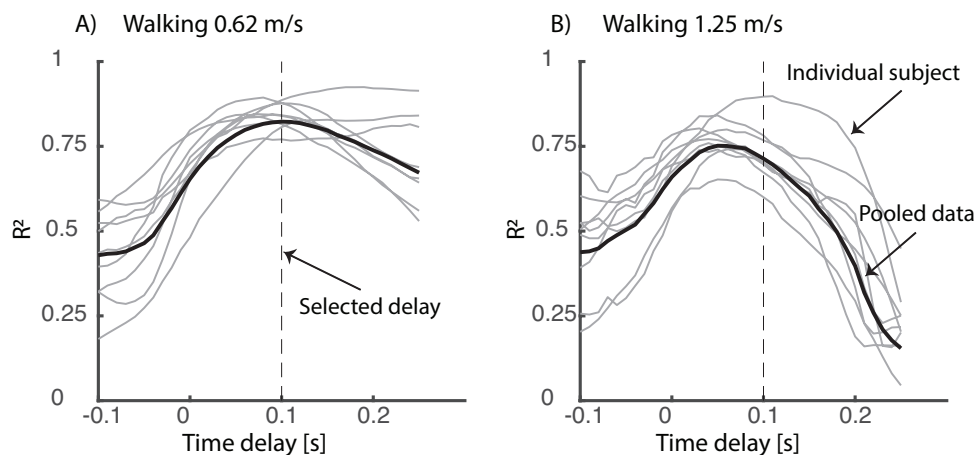 A) Walking 0.62 m/s
B) Walking 1.25 m/s
1
0.75
0.5
0.25
0
R²
-0.1
0
0.1
0.2
Time delay [s]
Selected delay
1
0.75
0.5
0.25
0
R²
-0.1
0
0.1
0.2
Time delay [s]
Individual subject
Pooled data